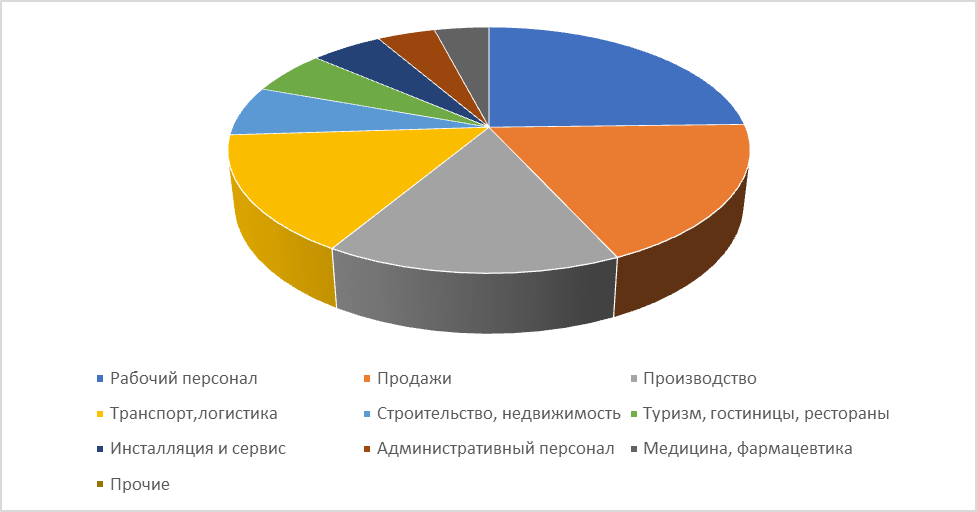 Рабочий персонал
Продажи
Производство
Транспорт,логистика
Строительство, недвижимость
Туризм, гостиницы, рестораны
Инсталляция и сервис
Административный персонал
Медицина, фармацевтика
Прочие